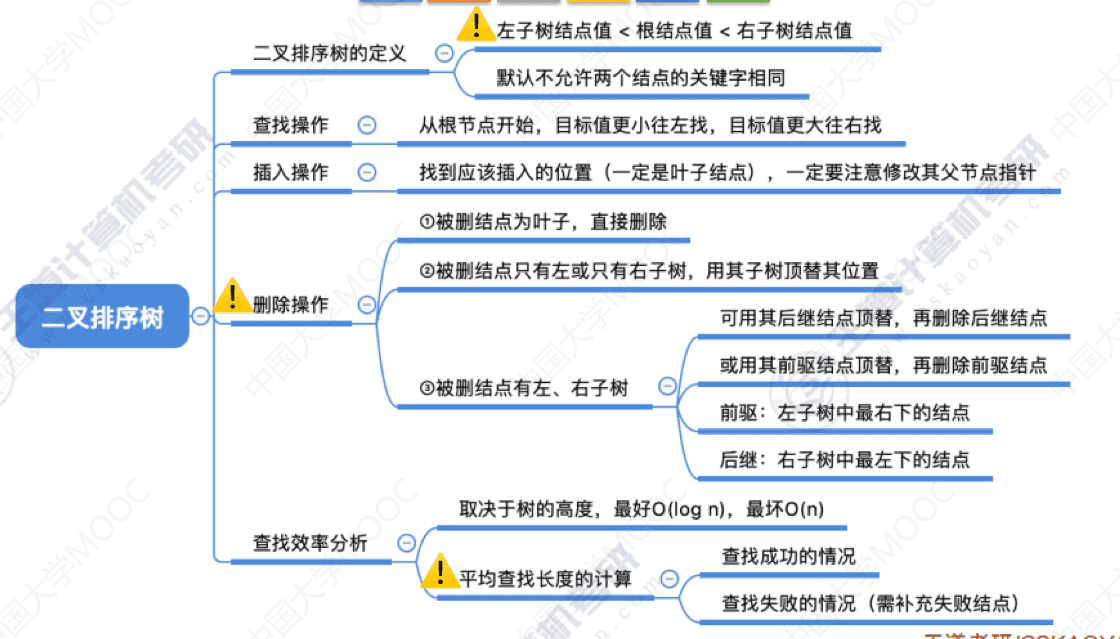 左子树结点值 < 根结点值 < 右子树结点值
二叉排序树的定义
默认不允许两个结点的关键字相同
查找操作
从根节点开始，目标值更小往左找，目标值更大往右找
插入操作
找到应该插入的位置（一定是叶子结点），一定要注意修改其父节点指针
①被删结点为叶子，直接删除
②被删结点只有左或只有右子树，用其子树顶替其位置
删除操作
二叉排序树
可用其后继结点顶替，再删除后继结点
或用其前驱结点顶替，再删除前驱结点
③被删结点有左、右子树
前驱：左子树中最右下的结点
后继：右子树中最左下的结点
取决于树的高度，最好O(log n)，最坏O(n)
查找效率分析
查找成功的情况
平均查找长度的计算
查找失败的情况（需补充失败结点）
中国大学MOOC
王道计算机考研
www.cskaoyan.com